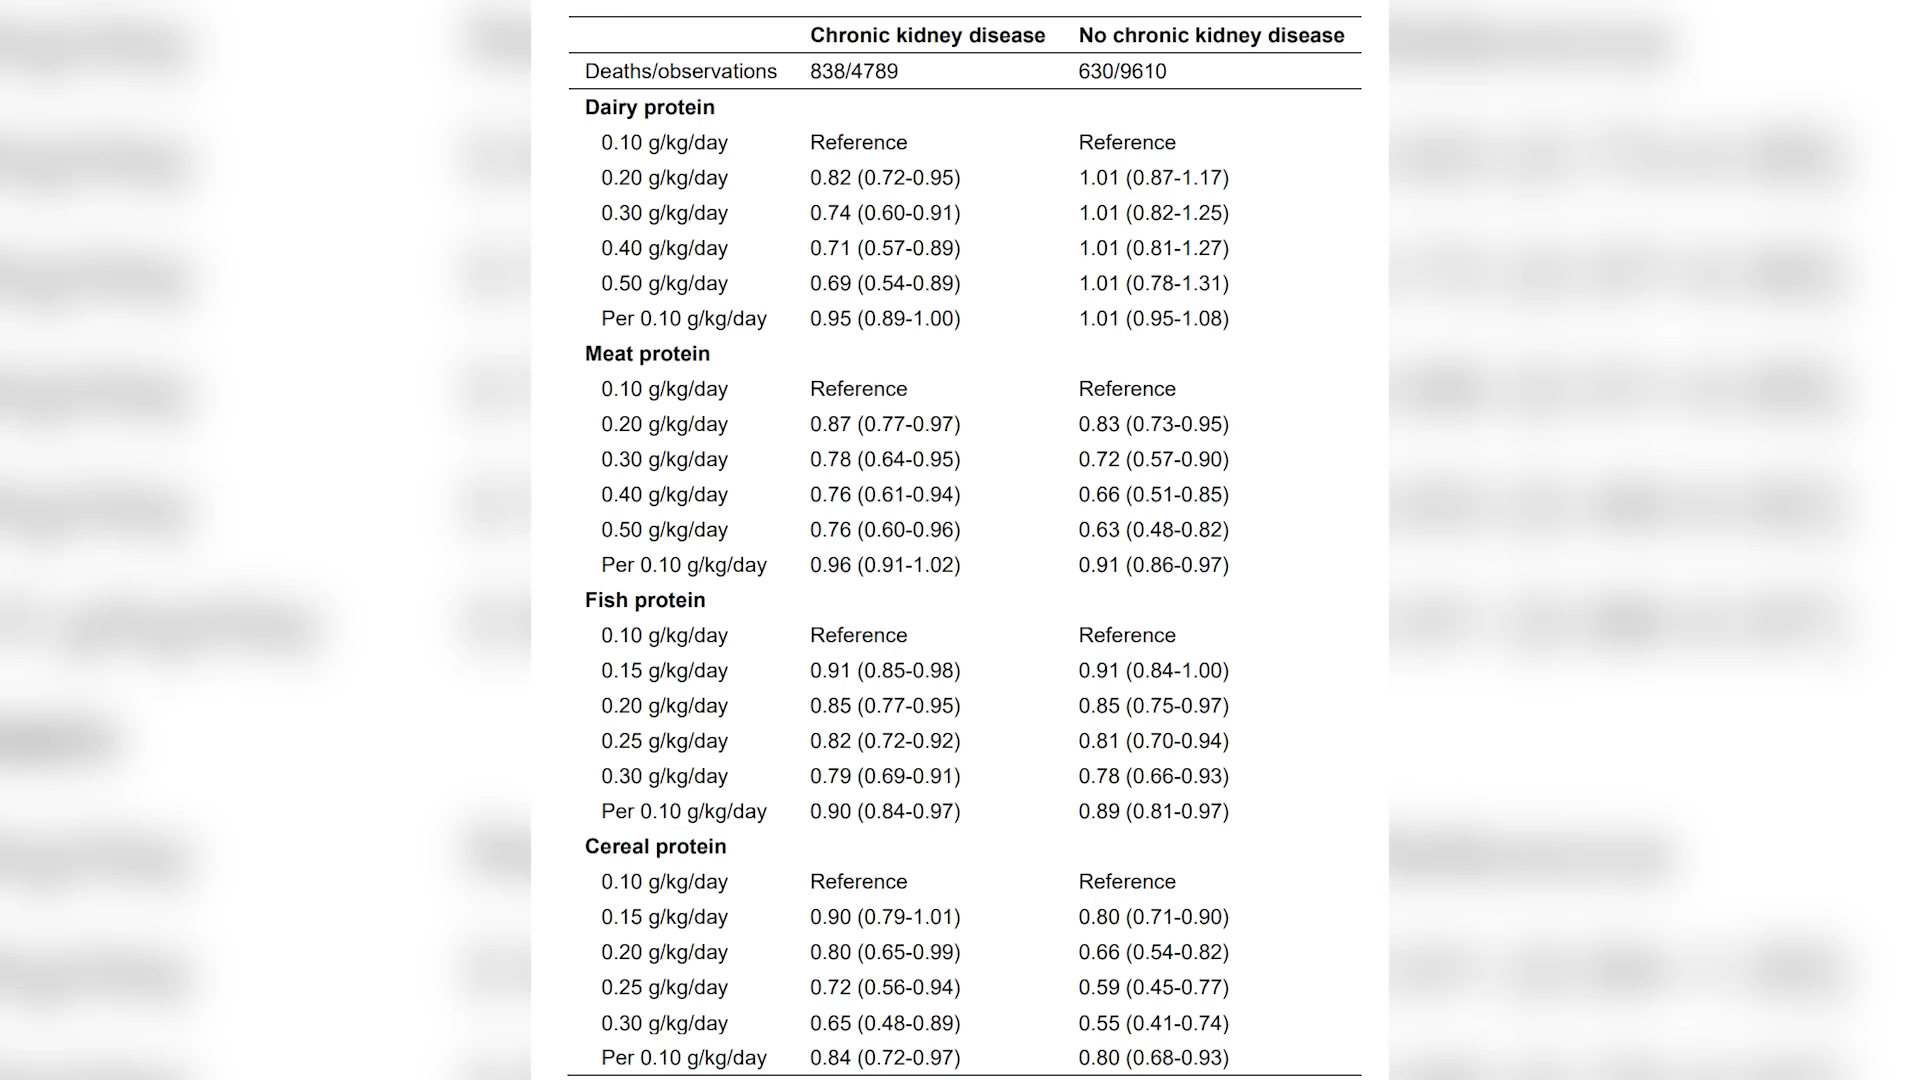 Chronic kidney disease No chronic kidney disease
Deaths/observations 838/4789 630/9610
Dairy protein
0.10 g/kg/day Reference Reference
0.20 g/kg/day 0.82 (0.72-0.95) 1.01 (0.87-1.17)
0.30 g/kg/day 0.74 (0.60-0.91) 1.01 (0.82-1.25)
0.40 g/kg/day 0.71 (0.57-0.89) 1.01 (0.81-1.27)
0.50 g/kg/day 0.69 (0.54-0.89) 1.01 (0.78-1.31)
Per 0.10 g/kg/day 0.95 (0.89-1.00) 1.01 (0.95-1.08)
Meat protein
0.10 g/kg/day Reference Reference
0.20 g/kg/day 0.87 (0.77-0.97) 0.83 (0.73-0.95)
0.30 g/kg/day 0.78 (0.64-0.95) 0.72 (0.57-0.90)
0.40 g/kg/day 0.76 (0.61-0.94) 0.66 (0.51-0.85)
0.50 g/kg/day 0.76 (0.60-0.96) 0.63 (0.48-0.82)
Per 0.10 g/kg/day 0.96 (0.91-1.02) 0.91 (0.86-0.97)
Fish protein
0.10 g/kg/day Reference Reference
0.15 g/kg/day 0.91 (0.85-0.98) 0.91 (0.84-1.00)
0.20 g/kg/day 0.85 (0.77-0.95) 0.85 (0.75-0.97)
0.25 g/kg/day 0.82 (0.72-0.92) 0.81 (0.70-0.94)
0.30 g/kg/day 0.79 (0.69-0.91) 0.78 (0.66-0.93)
Per 0.10 g/kg/day 0.90 (0.84-0.97) 0.89 (0.81-0.97)
Cereal protein
0.10 g/kg/day Reference Reference
0.15 g/kg/day 0.90 (0.79-1.01) 0.80 (0.71-0.90)
0.20 g/kg/day 0.80 (0.65-0.99) 0.66 (0.54-0.82)
0.25 g/kg/day 0.72 (0.56-0.94) 0.59 (0.45-0.77)
0.30 g/kg/day 0.65 (0.48-0.89) 0.55 (0.41-0.74)
Per 0.10 g/kg/day 0.84 (0.72-0.97) 0.80 (0.68-0.93)